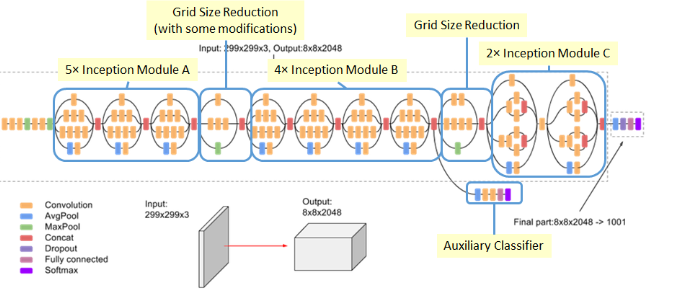 Grid Size Reduction
(with some modifications)
Grid Size Reduction
Input: 299x299x3, Output:8x8x2048
2× Inception Module C
5× Inception Module A
4× Inception Module B
Convolution
AvgPool
MaxPool
Concat
Dropout
Fully connected
Softmax
Input:
299x299x3
Output:
8x8x2048
Final part:8x8x2048 -> 1001
Auxiliary Classifier